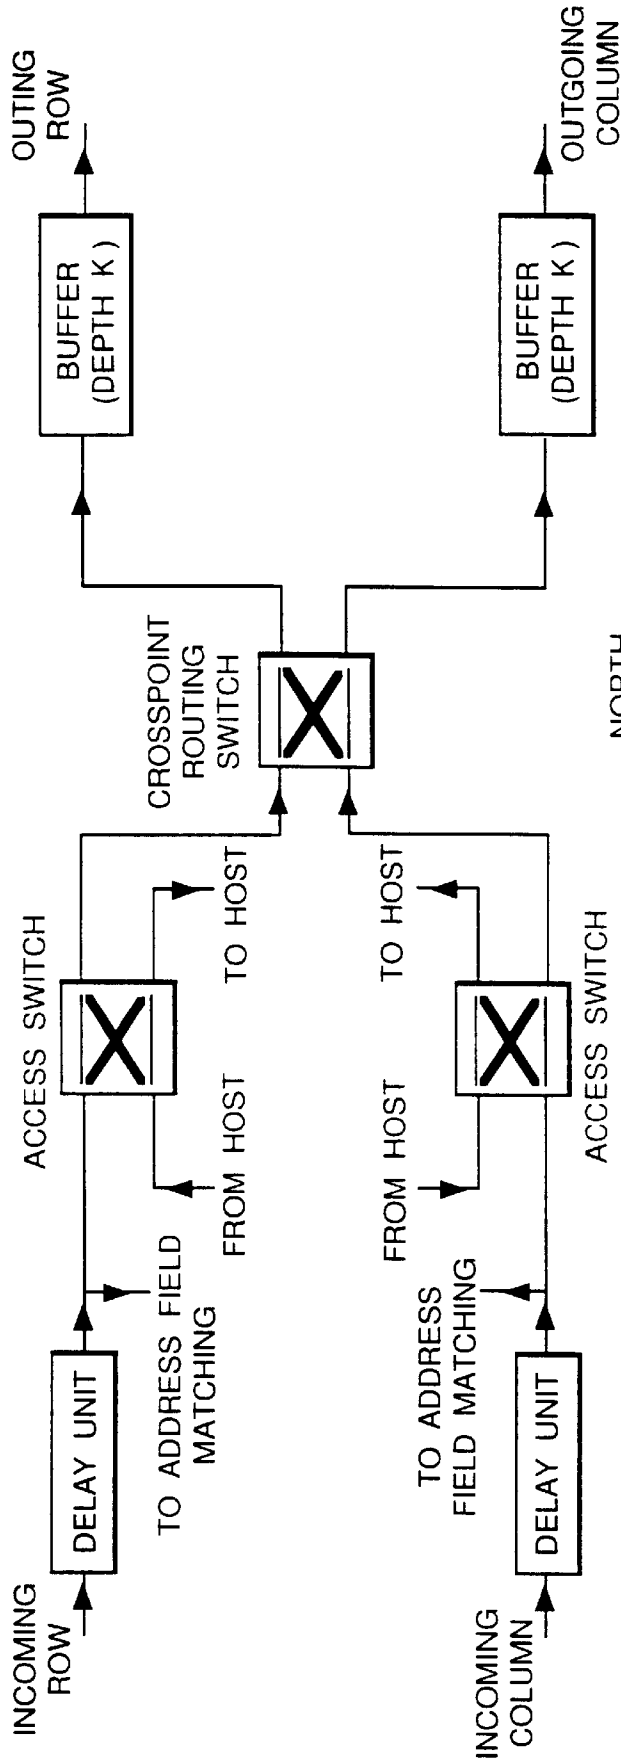 INCOMING
ROW
DELAY UNIT
TO ADDRESS FIELD
MATCHING
ACCESS SWITCH
FROM HOST
TO HOST
CROSSPOINT
ROUTING
SWITCH
BUFFER
(DEPTH K)
OUTING
ROW
INCOMING
COLUMN
DELAY UNIT
TO ADDRESS
FIELD MATCHING
FROM HOST
TO HOST
ACCESS SWITCH
BUFFER
(DEPTH K)
OUTGOING
COLUMN
NORTH